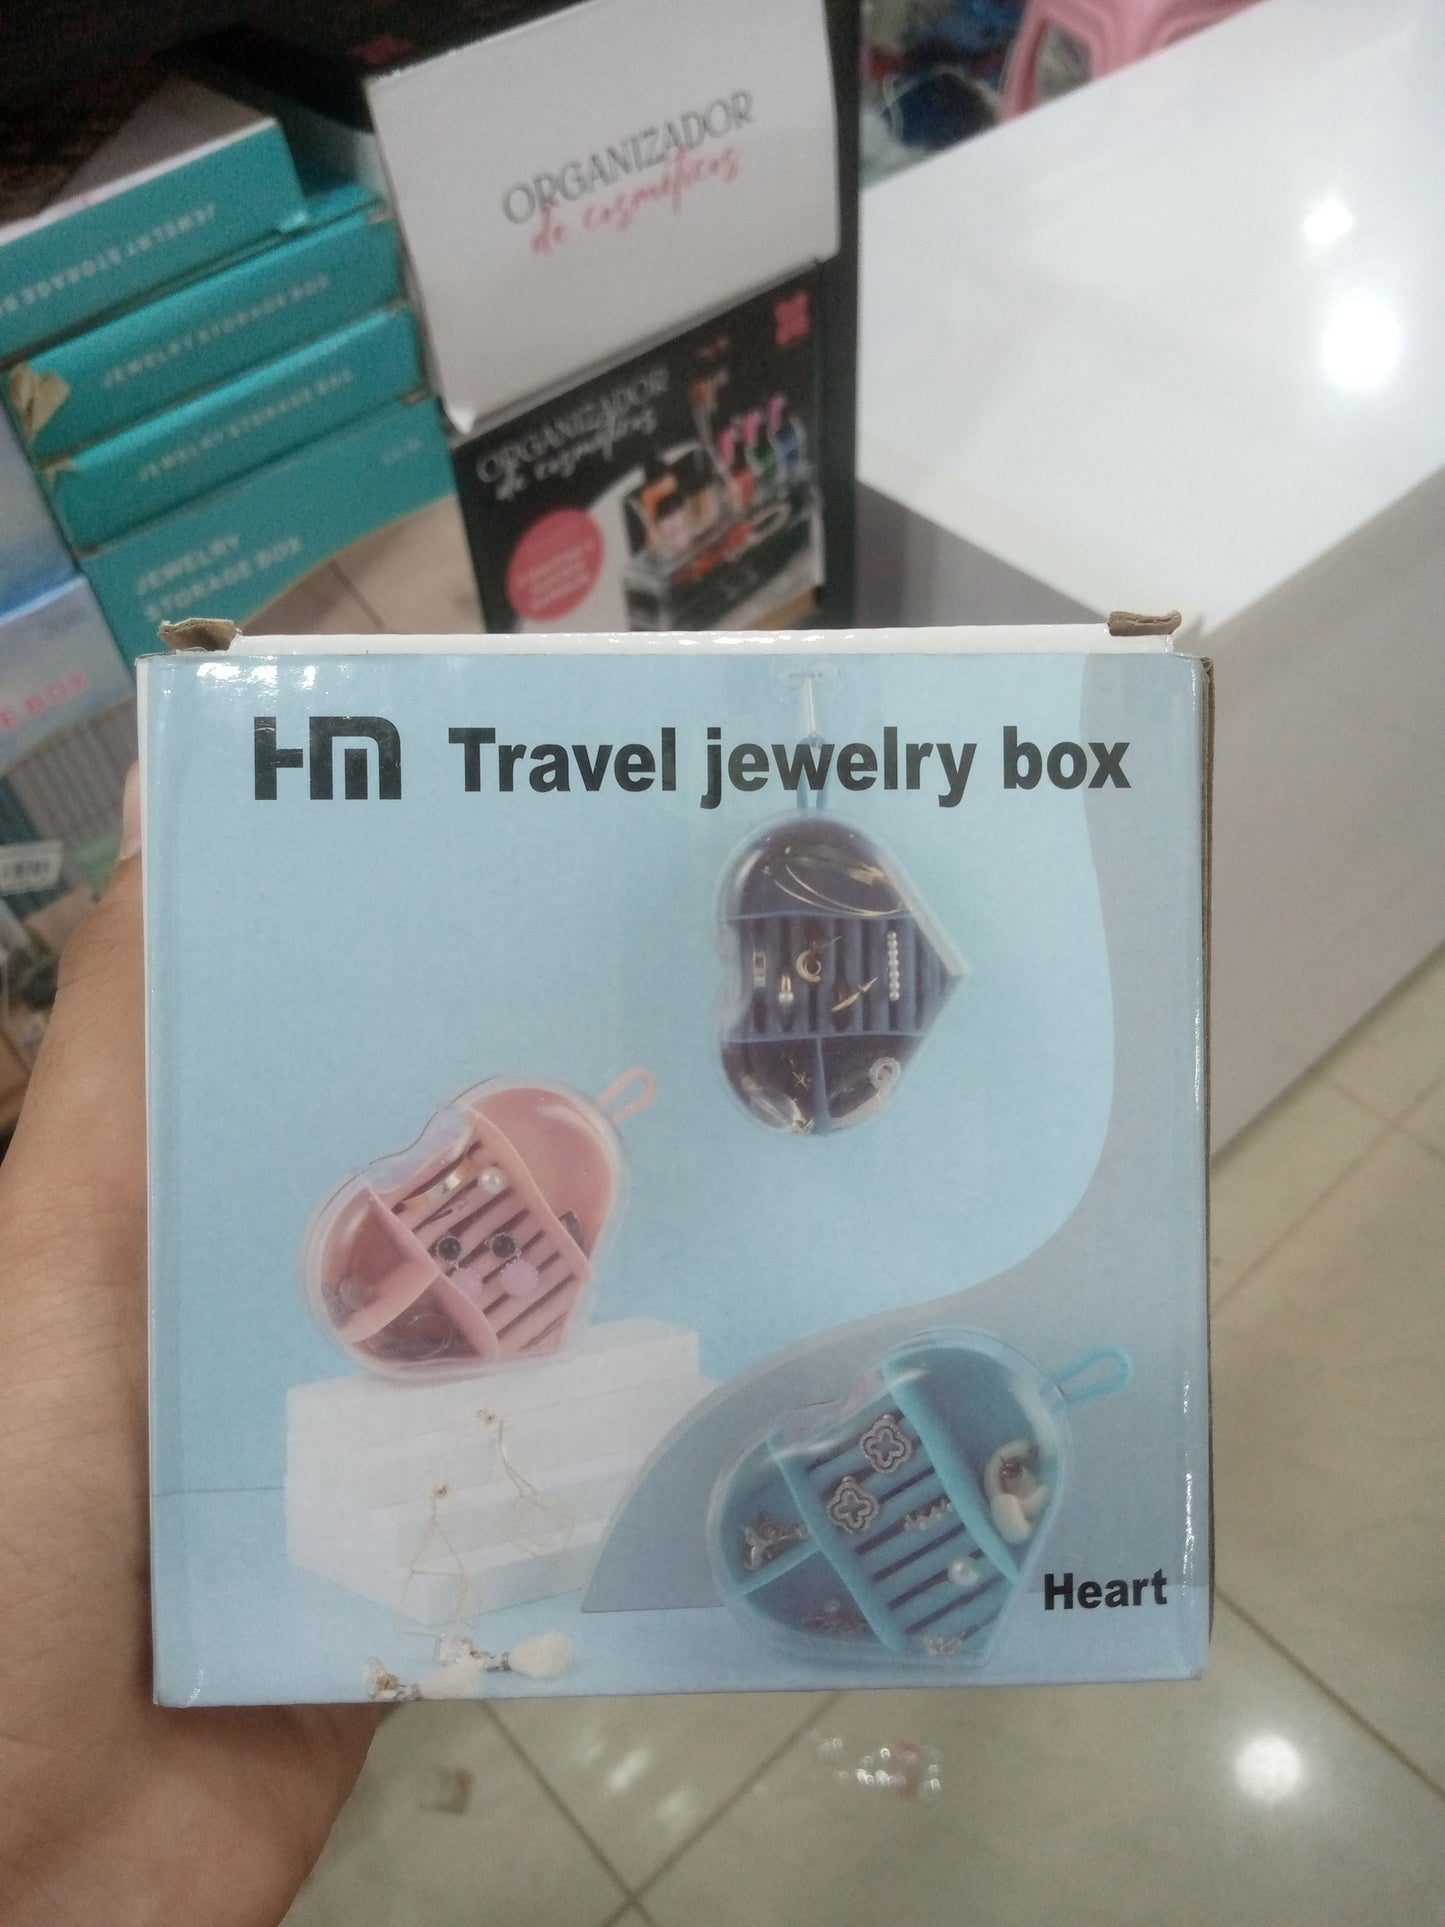 ORGANIZADOR
de cosméticos
JEWELRY STORAGE BOX
JEWELRY STORAGE BOX
JEWELRY
STORAGE BOX
ORGANIZADOR
de cosméticos
E BOX
HM Travel jewelry box
Heart